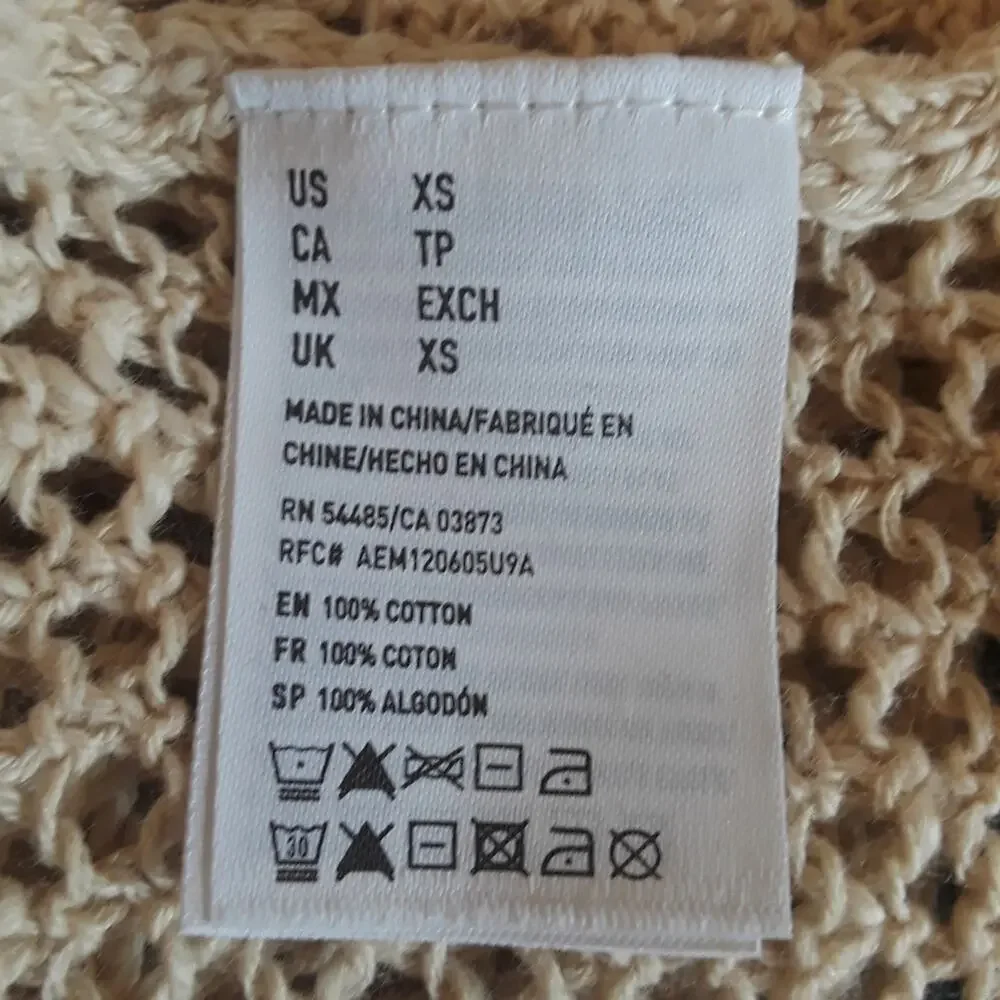 US XS
CA TP
MX EXCH
UK XS
MADE IN CHINA/FABRIQUÉ EN
CHINE/HECHO EN CHINA
RN 54485/CA 03873
RFC# AEM120605U9A
EN 100% COTTON
FR 100% COTON
SP 100% ALGODÓN
30